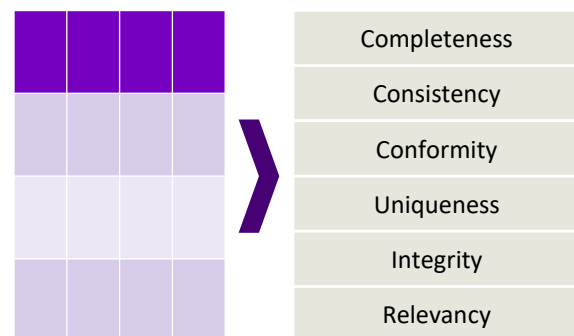 Completeness
Consistency
Conformity
Uniqueness
Integrity
Relevancy